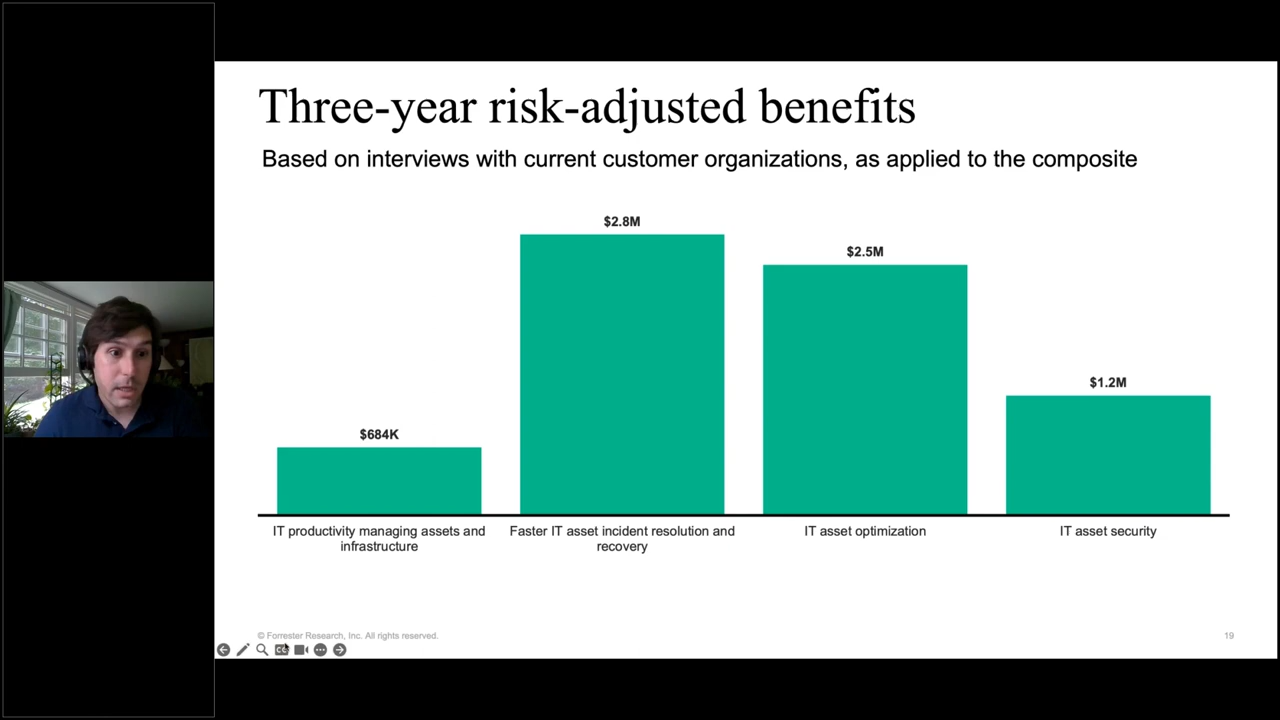 Three-year risk-adjusted benefits
Based on interviews with current customer organizations, as applied to the composite
$684K
$2.8M
$2.5M
$1.2M
IT productivity managing assets and
infrastructure
Faster IT asset incident resolution and
recovery
IT asset optimization
IT asset security
© Forrester Research, Inc. All rights reserved.
19